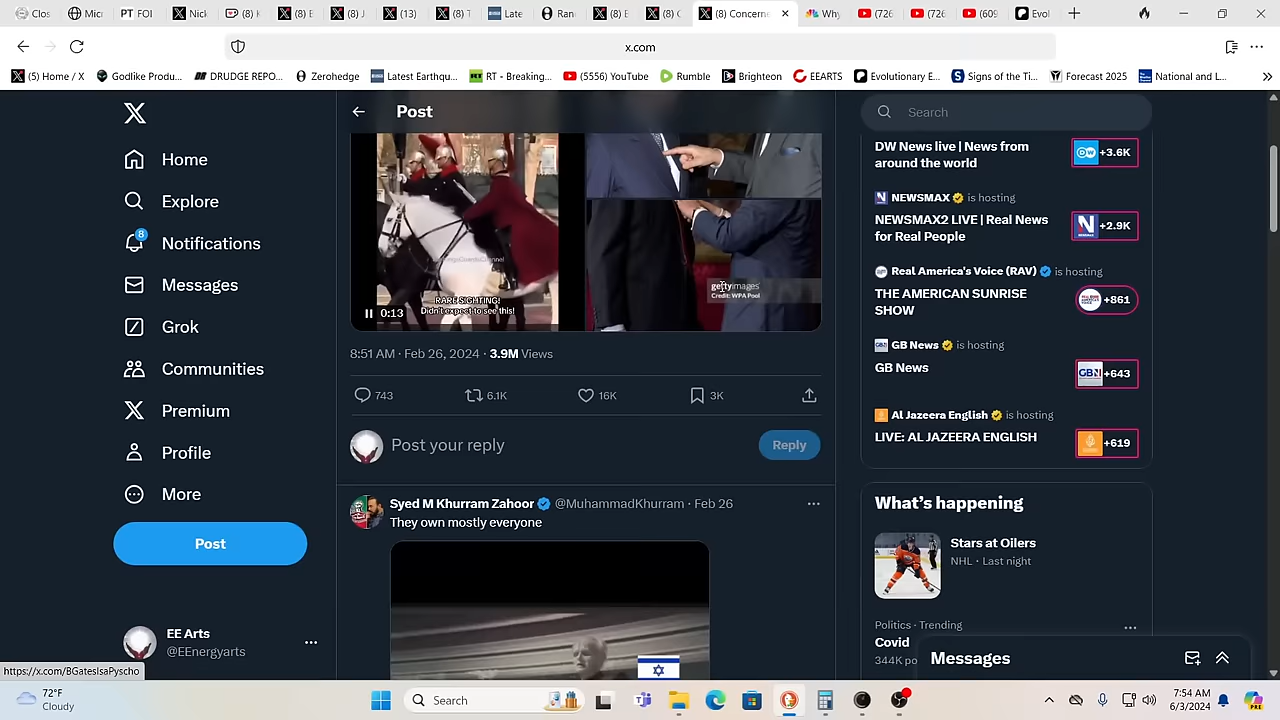 Clos
Mic
FOL
Nick
(8) H
(8) E
(8) J
(13)
(8) T
Late
Ran
(8) E
(8) C
(8) Concerne
Why
(726
(726
(609
Evol
x.com
(5) Home / X
Godlike Produ...
DRUDGE REPO...
Zerohedge
Latest Earthqu...
RT - Breaking...
(5556) YouTube
Rumble
Brighteon
EEARTS
Evolutionary E...
Signs of the Ti...
Forecast 2025
National and L...
Home
Explore
8
Notifications
Messages
Grok
Communities
Premium
Profile
More
Post
EE Arts
@EEnergyarts
https://x.com/BGatesIsaPyscho
Post
RARE SIGHTING!
Didn't expect to see this!
0:13
gettyimages
Credit: WPA Pool
8:51 AM · Feb 26, 2024 · 3.9M Views
743
6.1K
16K
3K
Post your reply
Reply
Syed M Khurram Zahoor @MuhammadKhurram · Feb 26
They own mostly everyone
Search
DW News live | News from
around the world
+3.6K
NEWSMAX is hosting
NEWSMAX2 LIVE | Real News
for Real People
+2.9K
Real America's Voice (RAV) is hosting
THE AMERICAN SUNRISE
SHOW
+861
GB News is hosting
GB News
GBN +643
Al Jazeera English is hosting
LIVE: AL JAZEERA ENGLISH
+619
What's happening
Stars at Oilers
NHL · Last night
Politics · Trending
Covid
344K po
Messages
72°F
Cloudy
Search
7:54 AM
6/3/2024
PRE